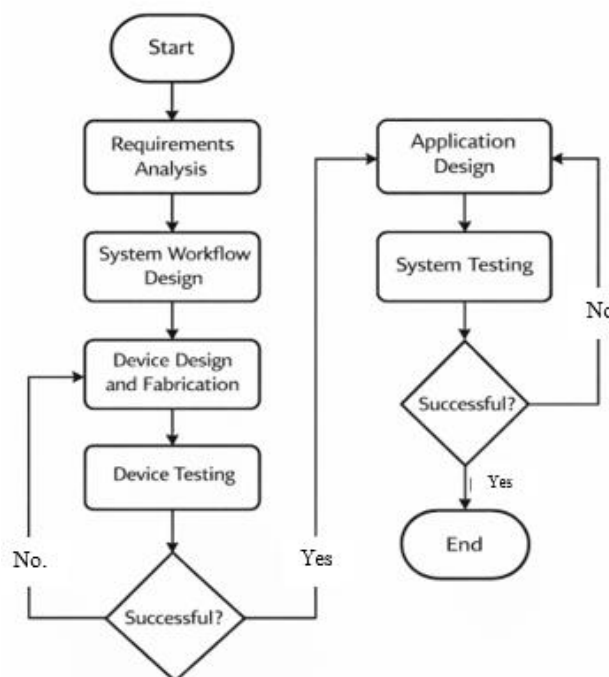 Start
Requirements
Analysis
System Workflow
Design
Device Design
and Fabrication
Device Testing
No.
Successful?
Yes
Application
Design
System Testing
No
Successful?
Yes
End